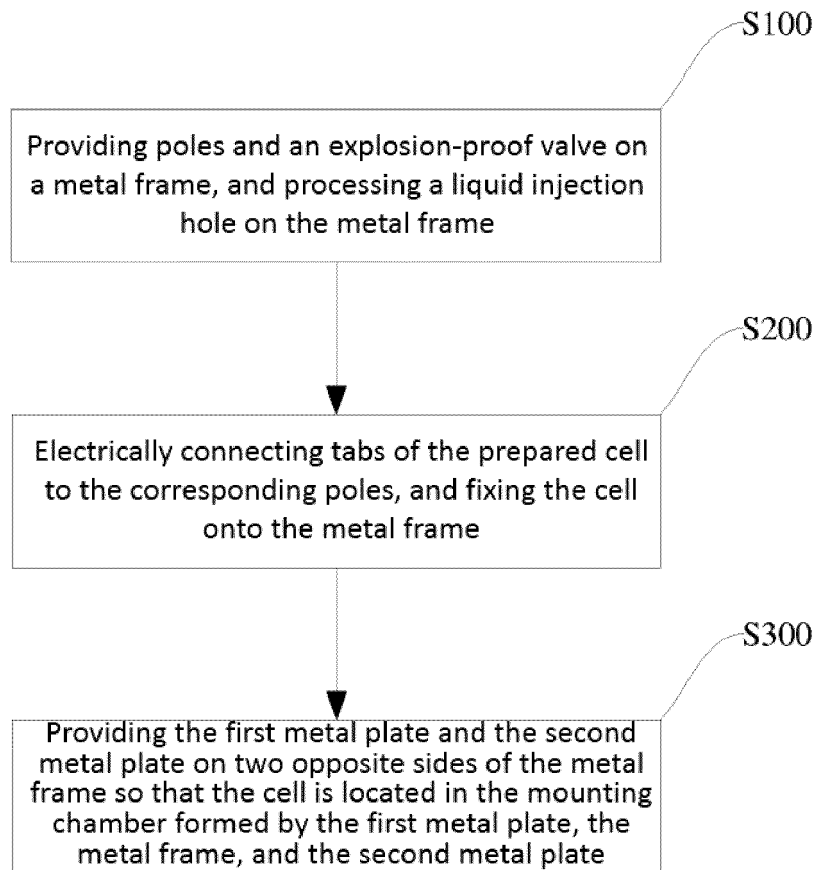 S100
Providing poles and an explosion-proof valve on
a metal frame, and processing a liquid injection
hole on the metal frame
S200
Electrically connecting tabs of the prepared cell
to the corresponding poles, and fixing the cell
onto the metal frame
S300
Providing the first metal plate and the second
metal plate on two opposite sides of the metal
frame so that the cell is located in the mounting
chamber formed by the first metal plate, the
metal frame, and the second metal plate